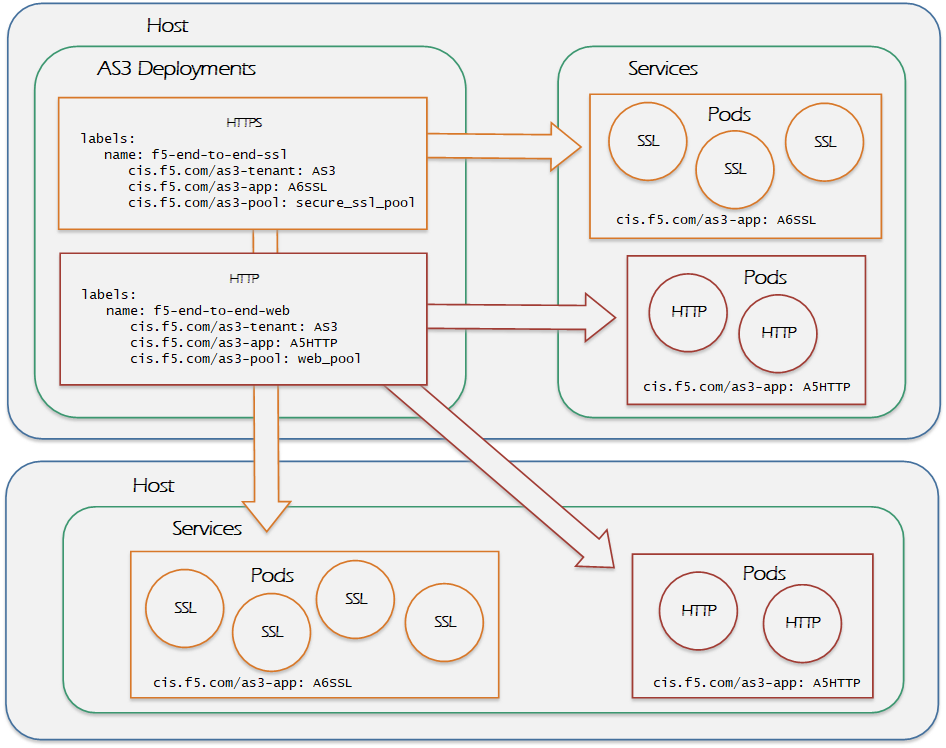 Host
AS3 Deployments
HTTPS
labels:
name: f5-end-to-end-ssl
cis.f5.com/as3-tenant: AS3
cis.f5.com/as3-app: A6SSL
cis.f5.com/as3-pool: secure_ssl_pool
HTTP
labels:
name: f5-end-to-end-web
cis.f5.com/as3-tenant: AS3
cis.f5.com/as3-app: A5HTTP
cis.f5.com/as3-pool: web_pool
Services
Pods
SSL
SSL
SSL
cis.f5.com/as3-app: A6SSL
Pods
HTTP
HTTP
cis.f5.com/as3-app: A5HTTP
Host
Services
Pods
SSL
SSL
SSL
SSL
cis.f5.com/as3-app: A6SSL
Pods
HTTP
HTTP
cis.f5.com/as3-app: A5HTTP